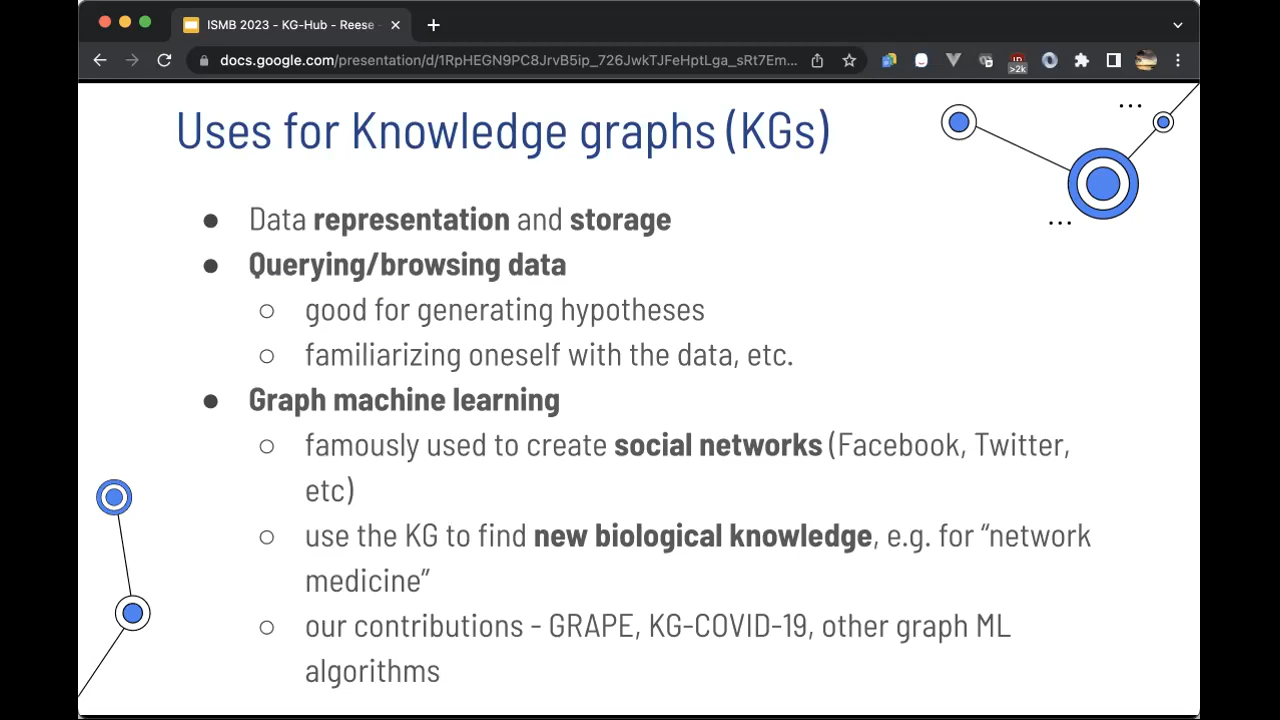 ISMB 2023 - KG-Hub - Reese -
docs.google.com/presentation/d/1RpHEGN9PC8JrvB5ip_726JwkTJFeHptLga_sRt7Em...
>2k
Uses for Knowledge graphs (KGs)
● Data representation and storage
● Querying/browsing data
○ good for generating hypotheses
○ familiarizing oneself with the data, etc.
● Graph machine learning
○ famously used to create social networks (Facebook, Twitter,
etc)
○ use the KG to find new biological knowledge, e.g. for “network
medicine”
○ our contributions - GRAPE, KG-COVID-19, other graph ML
algorithms